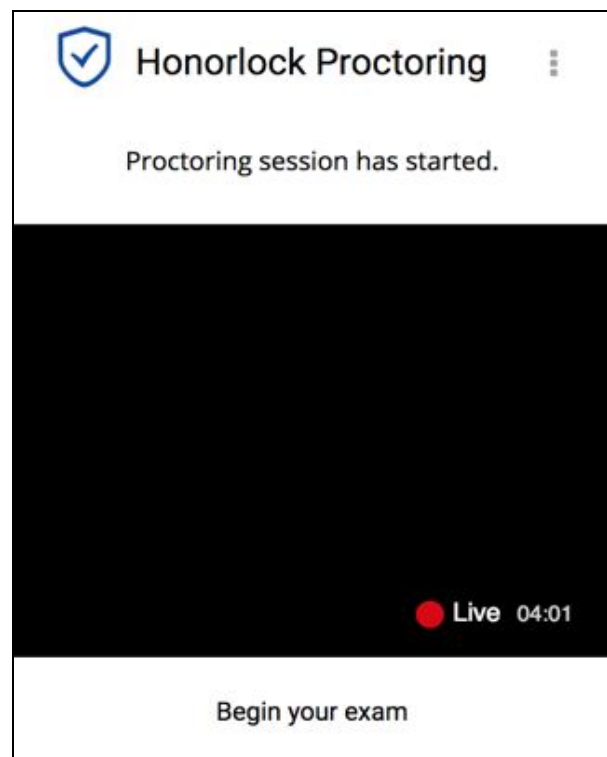 Honorlock Proctoring
Proctoring session has started.
Live 04:01
Begin your exam